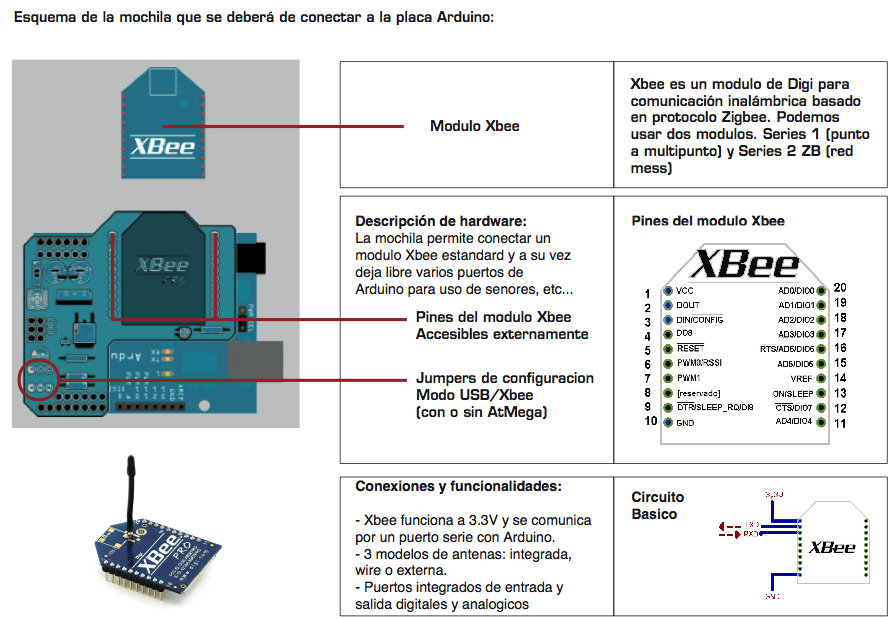 Esquema de la mochila que se deberá de conectar a la placa Arduino:
XBee
Modulo Xbee
Xbee es un modulo de Digi para
comunicación inalámbrica basado
en protocolo Zigbee. Podemos
usar dos modulos. Series 1 (punto
a multipunto) y Series 2 ZB (red
mess)
XBee
PRO
Ardu
Descripción de hardware:
La mochila permite conectar un
modulo Xbee estandard y a su vez
deja libre varios puertos de
Arduino para uso de senores, etc...
Pines del modulo Xbee
Accesibles externamente
Jumpers de configuracion
Modo USB/Xbee
(con o sin AtMega)
Pines del modulo Xbee
XBee
1 VCC AD0/DIO0 20
2 DOUT AD1/DIO1 19
3 DIN/CONFIG AD2/DIO2 18
4 DO8 AD3/DIO3 17
5 RESET RTS/AD6/DIO6 16
6 PWM0/RSSI AD5/DIO5 15
7 PWM1 VREF 14
8 [reservado] ON/SLEEP 13
9 DTR/SLEEP_RQ/DI8 CTS/DIO7 12
10 GND AD4/DIO4 11
XBee
PRO
Conexiones y funcionalidades:
- Xbee funciona a 3.3V y se comunica
por un puerto serie con Arduino.
- 3 modelos de antenas: integrada,
wire o externa.
- Puertos integrados de entrada y
salida digitales y analogicos
Circuito
Basico
3,3V
TXD
RXD
XBee
GND